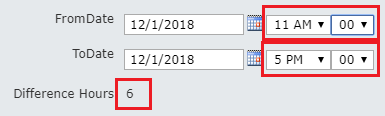 FromDate 12/1/2018 11 AM 00
ToDate 12/1/2018 5 PM 00
Difference Hours 6